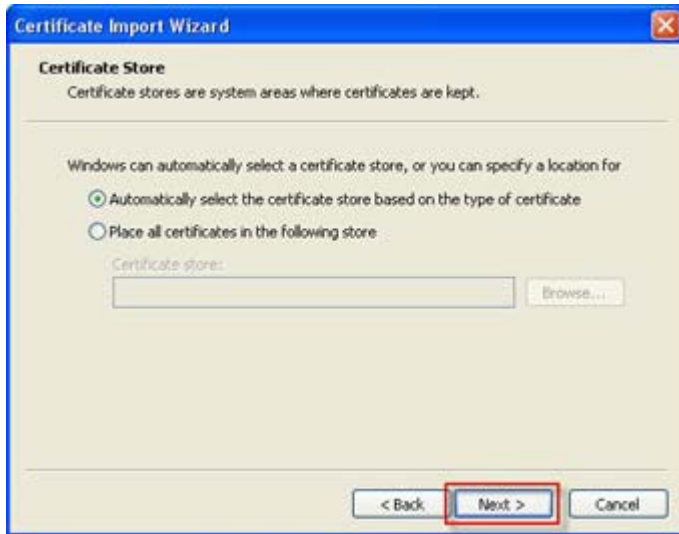 Certificate Import Wizard
Certificate Store
Certificate stores are system areas where certificates are kept.
Windows can automatically select a certificate store, or you can specify a location for
Automatically select the certificate store based on the type of certificate
Place all certificates in the following store
Certificate store:
Browse...
< Back
Next >
Cancel